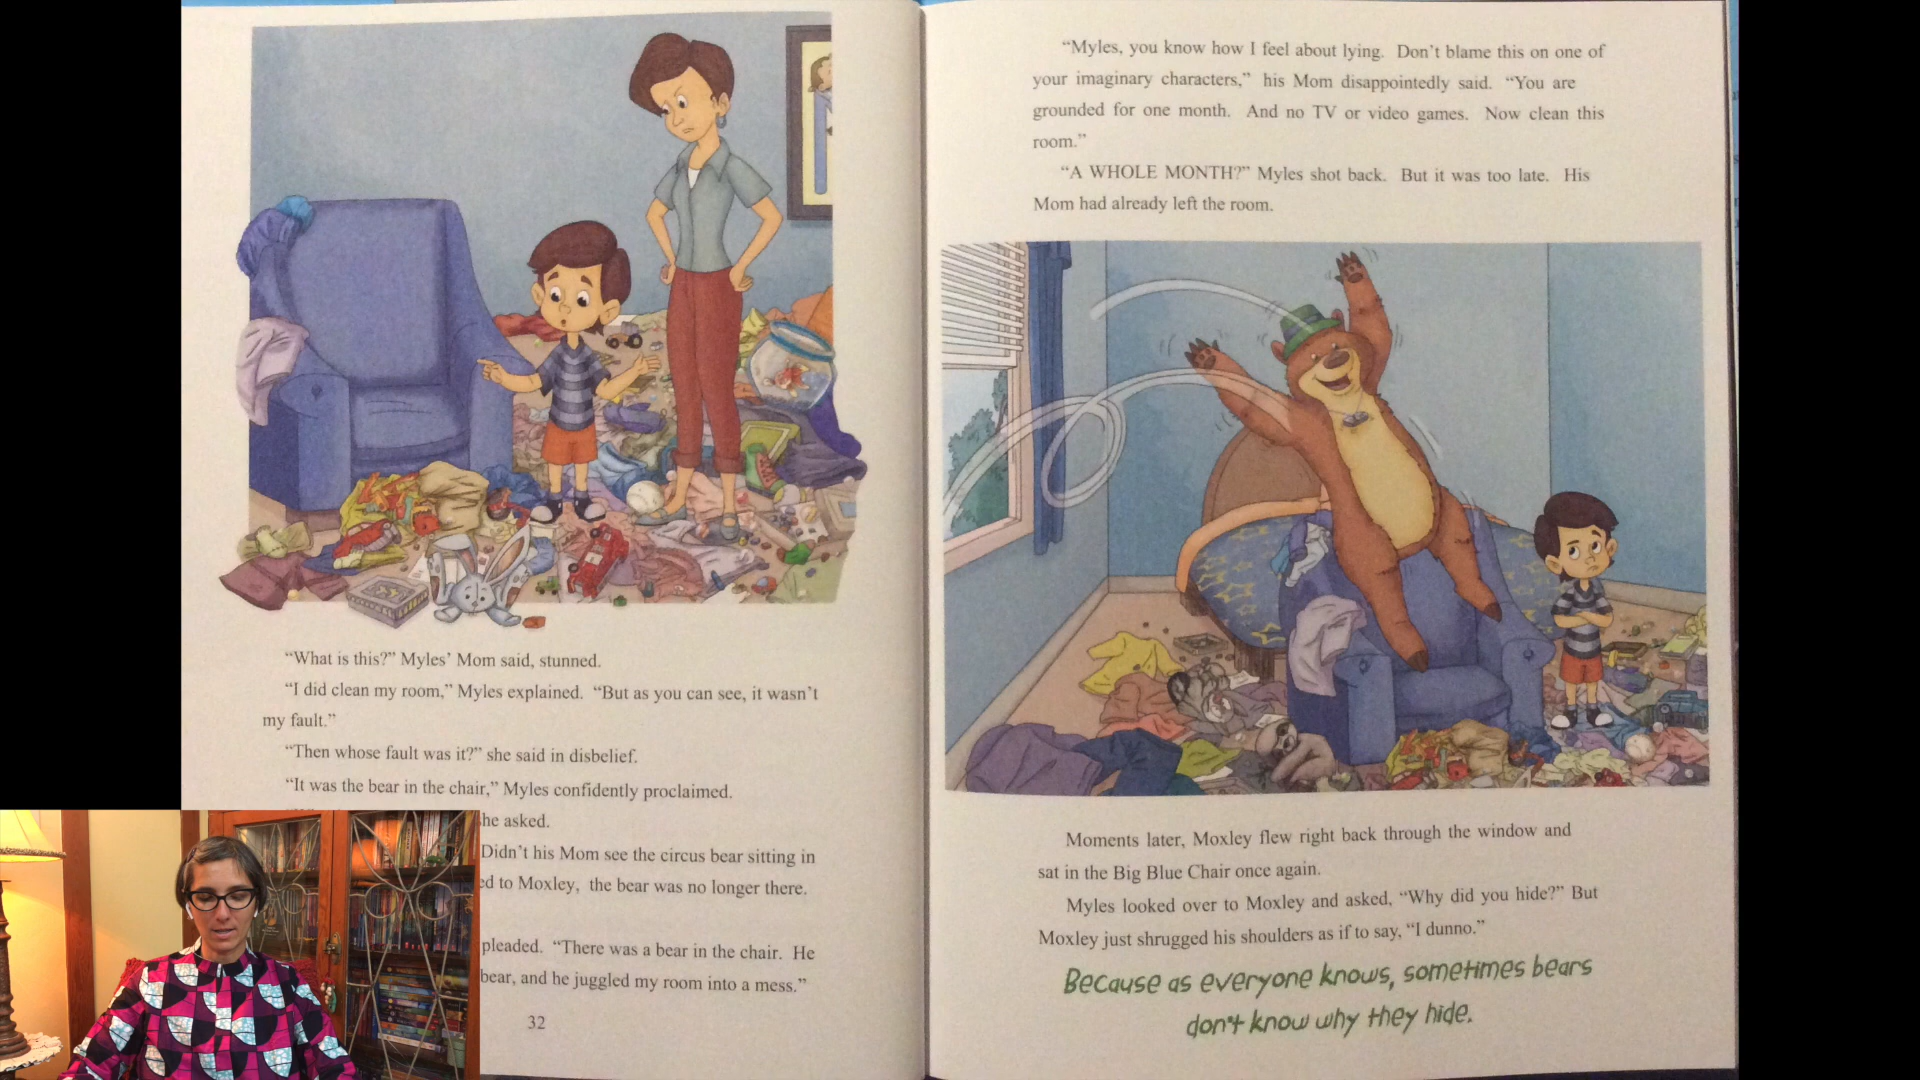 “What is this?” Myles’ Mom said, stunned.
“I did clean my room,” Myles explained. “But as you can see, it wasn’t
my fault.”
“Then whose fault was it?” she said in disbelief.
“It was the bear in the chair,” Myles confidently proclaimed.
he asked.
Didn’t his Mom see the circus bear sitting in
ed to Moxley, the bear was no longer there.
pleaded. “There was a bear in the chair. He
bear, and he juggled my room into a mess.”
32
“Myles, you know how I feel about lying. Don’t blame this on one of
your imaginary characters,” his Mom disappointedly said. “You are
grounded for one month. And no TV or video games. Now clean this
room.”
“A WHOLE MONTH?” Myles shot back. But it was too late. His
Mom had already left the room.
Moments later, Moxley flew right back through the window and
sat in the Big Blue Chair once again.
Myles looked over to Moxley and asked, “Why did you hide?” But
Moxley just shrugged his shoulders as if to say, “I dunno.”
Because as everyone knows, sometimes bears
don't know why they hide.